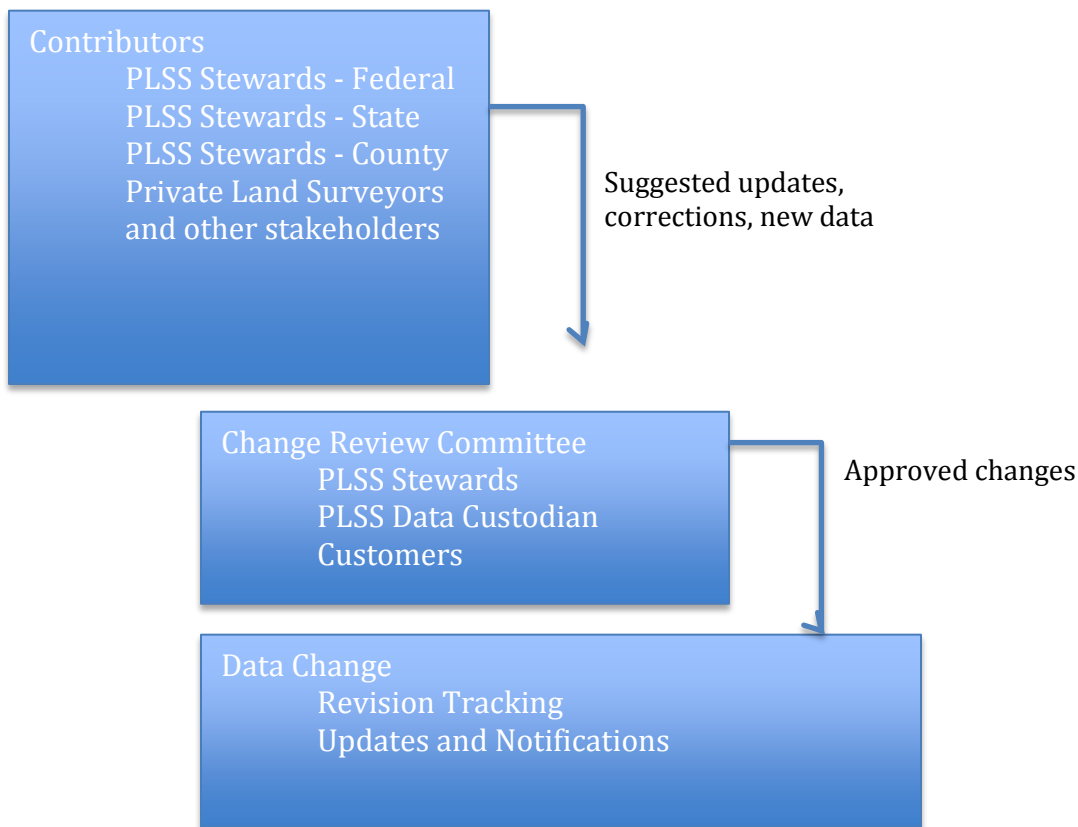 Contributors
PLSS Stewards - Federal
PLSS Stewards - State
PLSS Stewards - County
Private Land Surveyors
and other stakeholders
Suggested updates,
corrections, new data
Change Review Committee
PLSS Stewards
PLSS Data Custodian
Customers
Approved changes
Data Change
Revision Tracking
Updates and Notifications